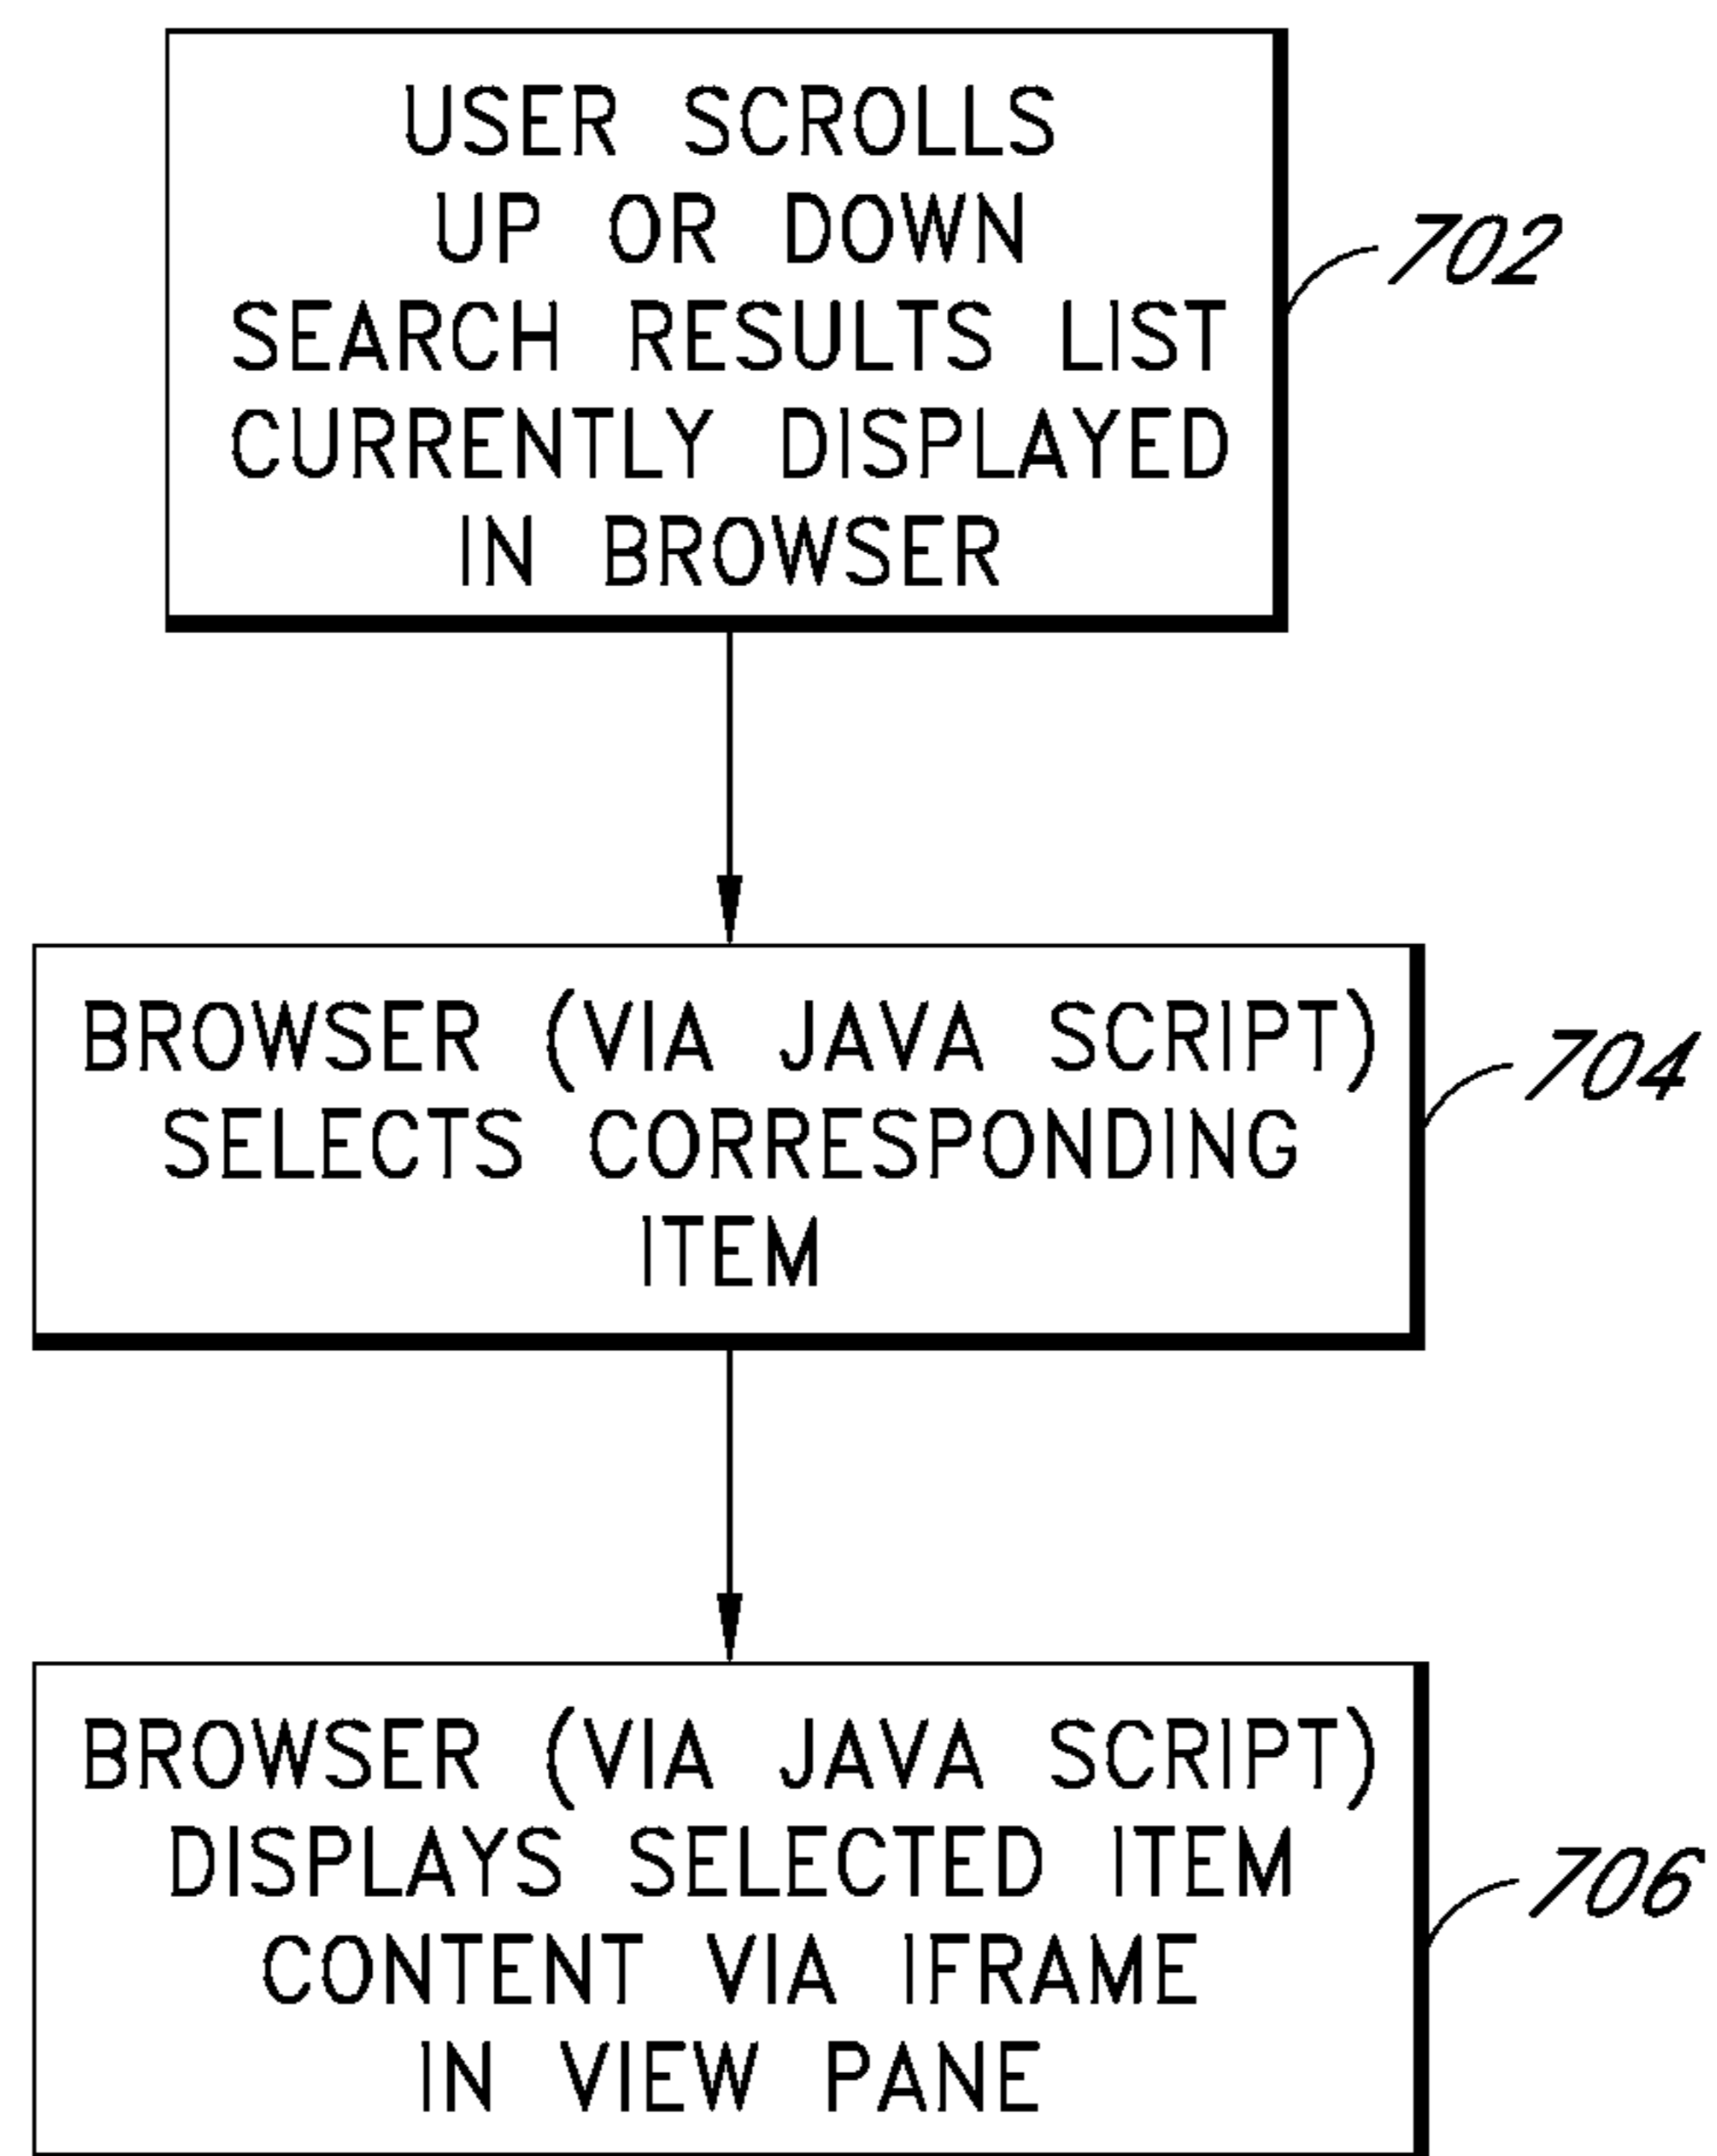 USER SCROLLS
UP OR DOWN
SEARCH RESULTS LIST
CURRENTLY DISPLAYED
IN BROWSER
702
BROWSER (VIA JAVA SCRIPT)
SELECTS CORRESPONDING
ITEM
704
BROWSER (VIA JAVA SCRIPT)
DISPLAYS SELECTED ITEM
CONTENT VIA IFRAME
IN VIEW PANE
706